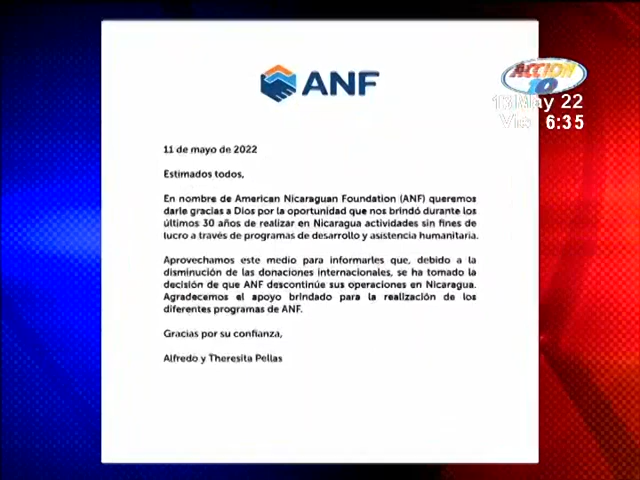 ANF
ACCION
10
13 May 22
Vie 6:35
11 de mayo de 2022
Estimados todos,
En nombre de American Nicaraguan Foundation (ANF) queremos
darle gracias a Dios por la oportunidad que nos brindó durante los
últimos 30 años de realizar en Nicaragua actividades sin fines de
lucro a través de programas de desarrollo y asistencia humanitaria.
Aprovechamos este medio para informarles que, debido a la
disminución de las donaciones internacionales, se ha tomado la
decisión de que ANF descontinúe sus operaciones en Nicaragua.
Agradecemos el apoyo brindado para la realización de los
diferentes programas de ANF.
Gracias por su confianza,
Alfredo y Theresita Pellas